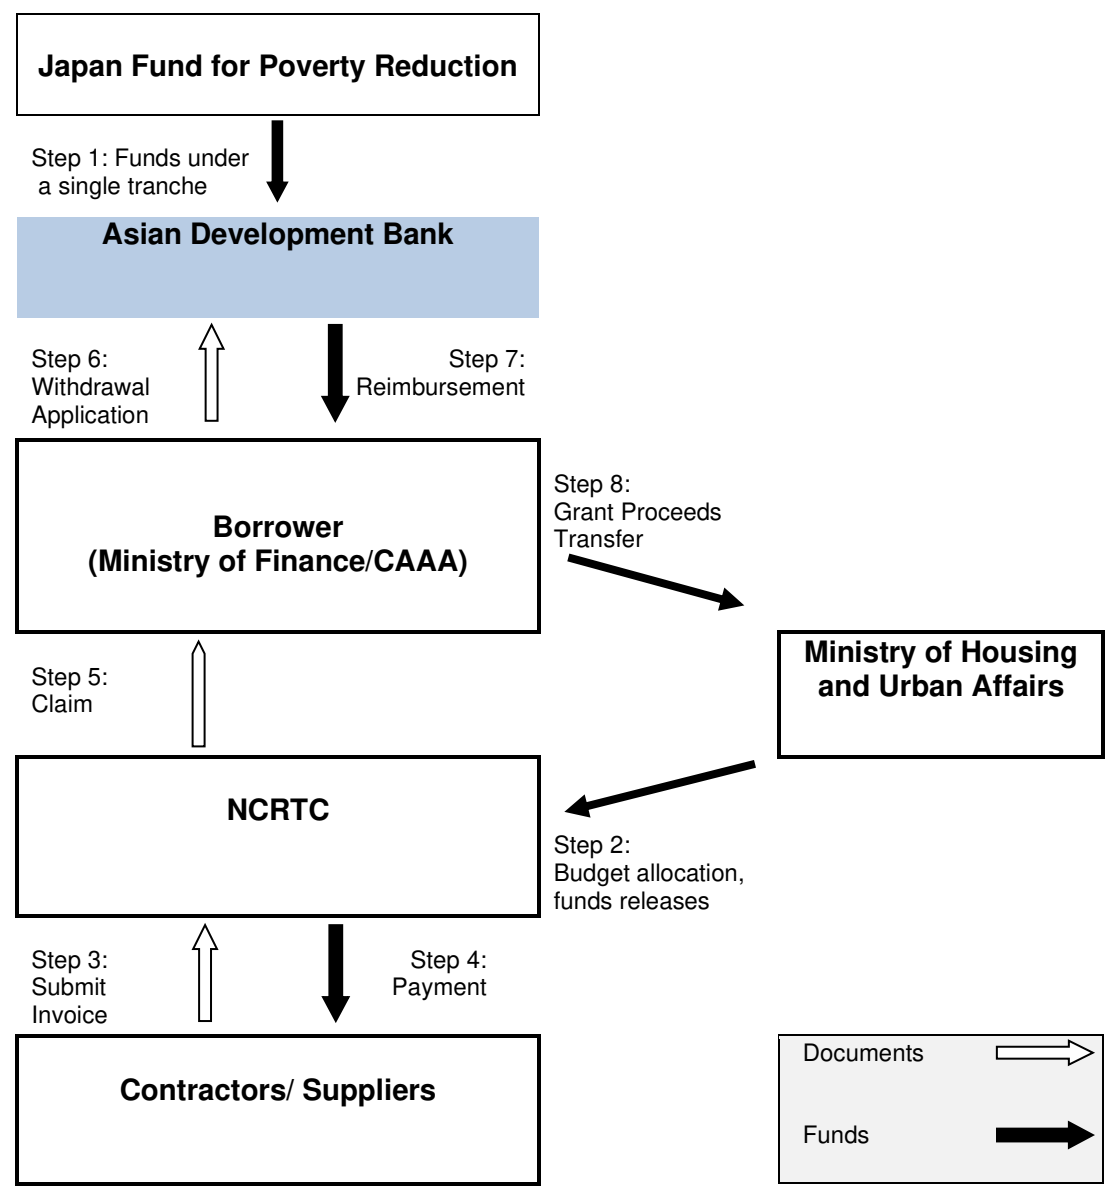 Japan Fund for Poverty Reduction
Step 1: Funds under
a single tranche
Asian Development Bank
Step 6:
Withdrawal
Application
Step 7:
Reimbursement
Borrower
(Ministry of Finance/CAAA)
Step 8:
Grant Proceeds
Transfer
Ministry of Housing
and Urban Affairs
Step 5:
Claim
NCRTC
Step 2:
Budget allocation,
funds releases
Step 3:
Submit
Invoice
Step 4:
Payment
Contractors/ Suppliers
Documents
Funds